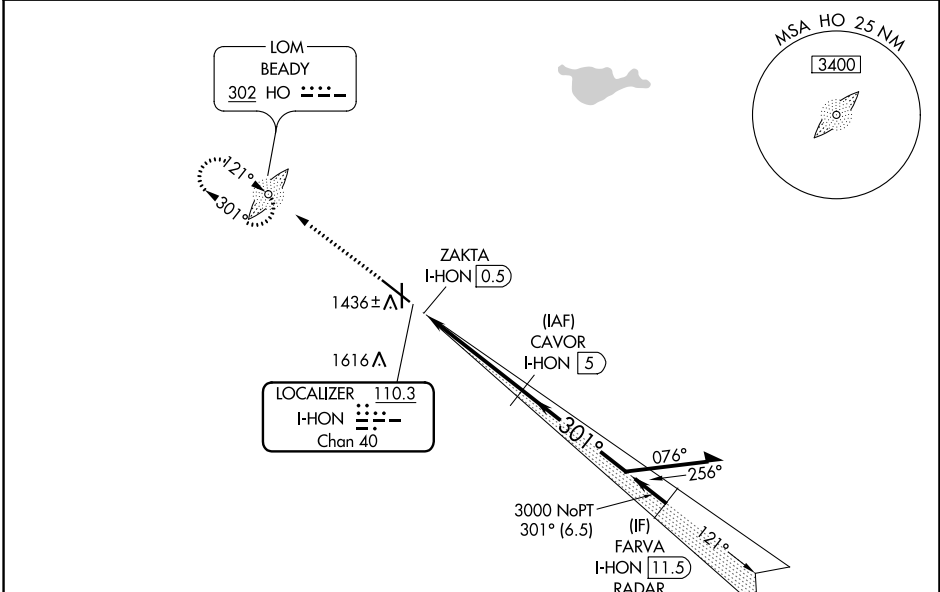 LOM
BEADY
302 HO
MSA HO 25 NM
3400
121°
301°
ZAKTA
I-HON 0.5
1436±
(IAF)
CAVOR
I-HON 5
1616
LOCALIZER 110.3
I-HON
Chan 40
301°
076°
256°
3000 NoPT
301° (6.5)
(IF)
FARVA
I-HON 11.5
RADAR
121°